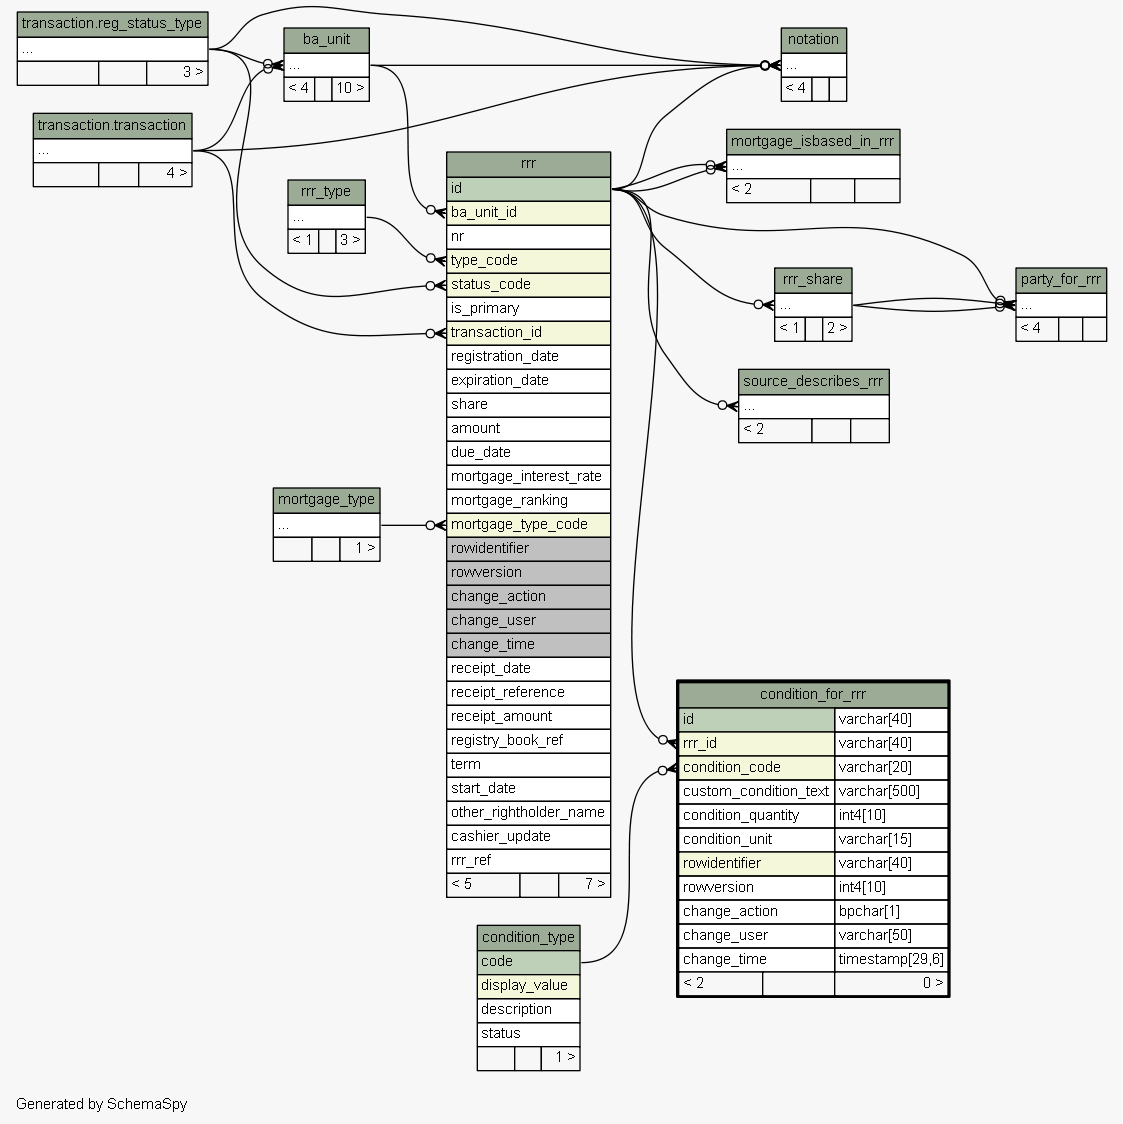 transaction.reg_status_type
...
3 >
ba_unit
...
< 4 10 >
notation
...
< 4
transaction.transaction
...
4 >
mortgage_isbased_in_rrr
...
< 2
rrr_type
...
< 1 3 >
rrr
id
ba_unit_id
nr
type_code
status_code
is_primary
transaction_id
registration_date
expiration_date
share
amount
due_date
mortgage_interest_rate
mortgage_ranking
mortgage_type_code
rowidentifier
rowversion
change_action
change_user
change_time
receipt_date
receipt_reference
receipt_amount
registry_book_ref
term
start_date
other_rightholder_name
cashier_update
rrr_ref
< 5 7 >
rrr_share
...
< 1 2 >
party_for_rrr
...
< 4
source_describes_rrr
...
< 2
mortgage_type
...
1 >
condition_for_rrr
id varchar[40]
rrr_id varchar[40]
condition_code varchar[20]
custom_condition_text varchar[500]
condition_quantity int4[10]
condition_unit varchar[15]
rowidentifier varchar[40]
rowversion int4[10]
change_action bpchar[1]
change_user varchar[50]
change_time timestamp[29,6]
< 2 0 >
condition_type
code
display_value
description
status
1 >
Generated by SchemaSpy